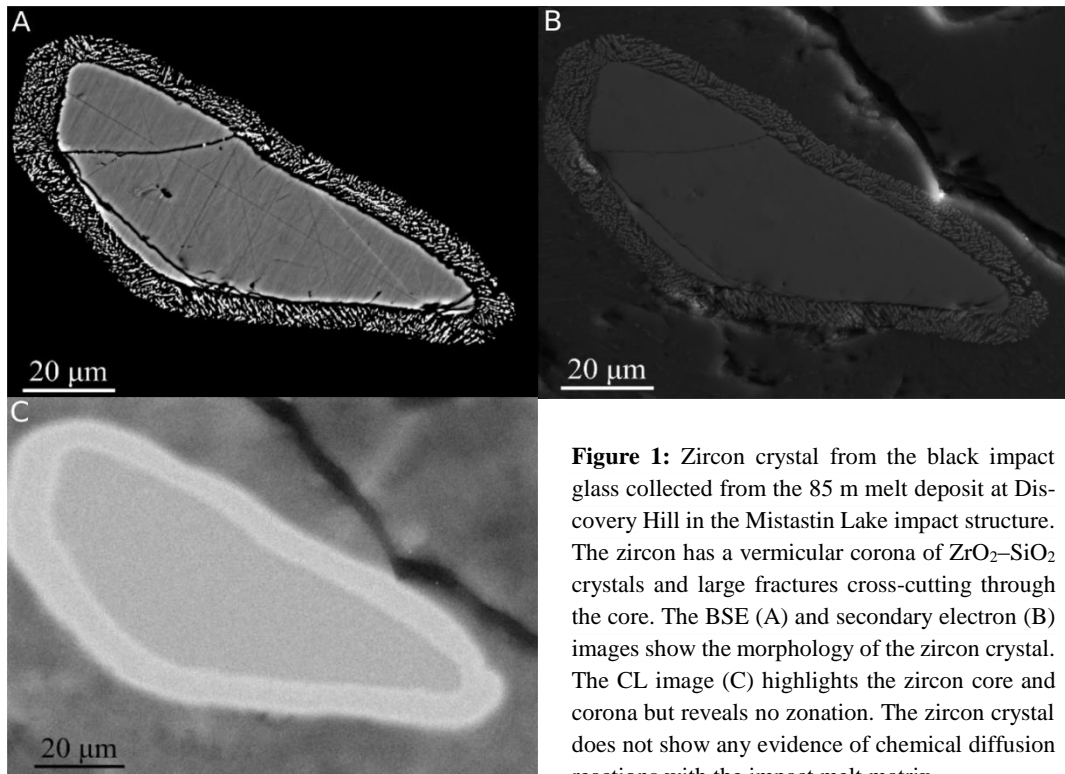 A
B
20 μm
20 μm
C
20 μm
Figure 1: Zircon crystal from the black impact
glass collected from the 85 m melt deposit at Dis-
covery Hill in the Mistastin Lake impact structure.
The zircon has a vermicular corona of ZrO₂–SiO₂
crystals and large fractures cross-cutting through
the core. The BSE (A) and secondary electron (B)
images show the morphology of the zircon crystal.
The CL image (C) highlights the zircon core and
corona but reveals no zonation. The zircon crystal
does not show any evidence of chemical diffusion